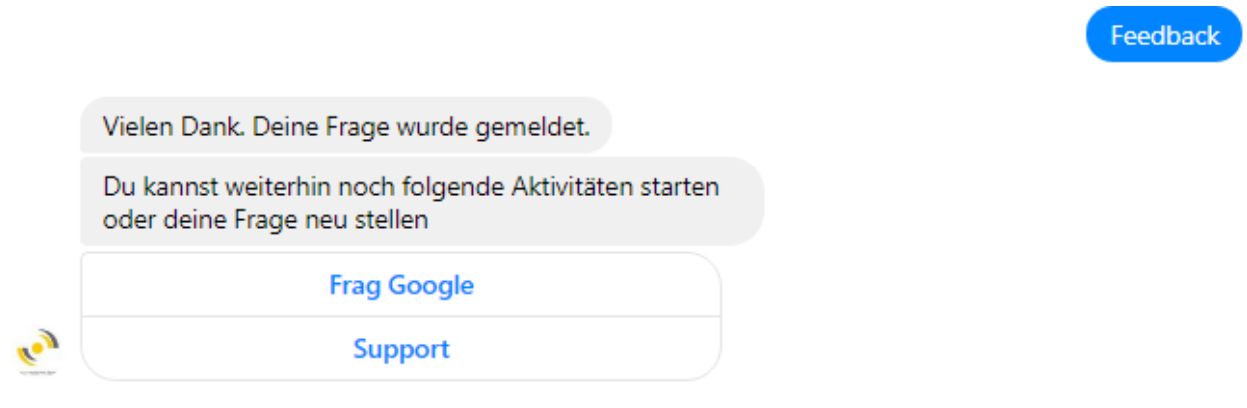 Feedback
Vielen Dank. Deine Frage wurde gemeldet.
Du kannst weiterhin noch folgende Aktivitäten starten
oder deine Frage neu stellen
Frag Google
Support